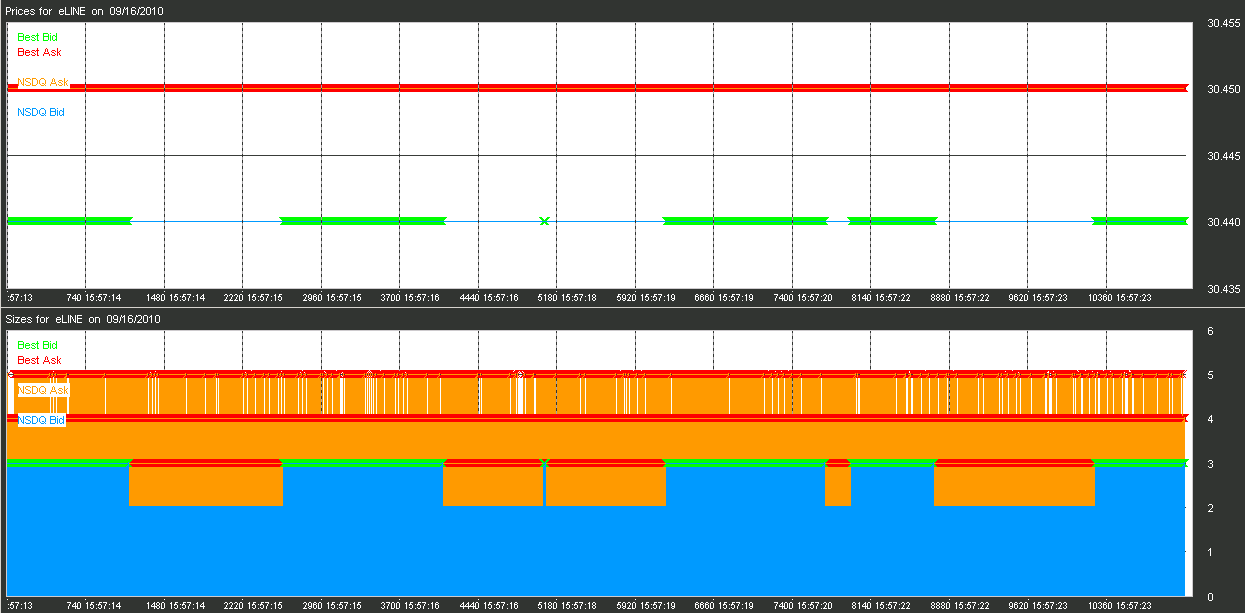 Prices for eLINE on 09/16/2010
30.455
Best Bid
Best Ask
NSDQ Ask
30.450
NSDQ Bid
30.445
30.440
30.435
:57:13 740 15:57:14 1480 15:57:14 2220 15:57:15 2960 15:57:15 3700 15:57:16 4440 15:57:16 5180 15:57:18 5920 15:57:19 6660 15:57:19 7400 15:57:20 8140 15:57:22 8880 15:57:22 9620 15:57:23 10360 15:57:23
Sizes for eLINE on 09/16/2010
6
Best Bid
Best Ask
5
NSDQ Ask
NSDQ Bid
4
3
2
1
0
:57:13 740 15:57:14 1480 15:57:14 2220 15:57:15 2960 15:57:15 3700 15:57:16 4440 15:57:16 5180 15:57:18 5920 15:57:19 6660 15:57:19 7400 15:57:20 8140 15:57:22 8880 15:57:22 9620 15:57:23 10360 15:57:23